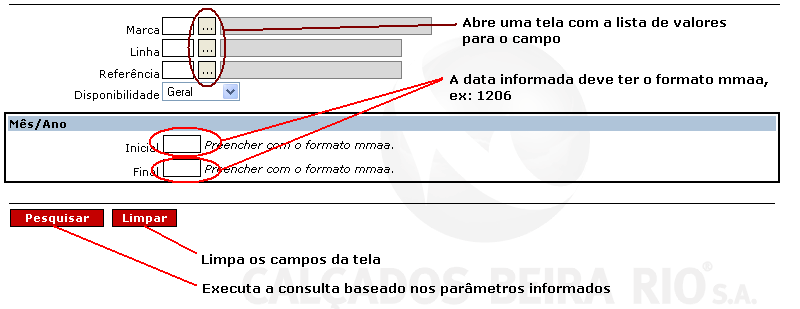 Marca ...
Abre uma tela com a lista de valores
para o campo
Linha ...
Referência ...
Disponibilidade Geral
A data informada deve ter o formato mmaa,
ex: 1206
Mês/Ano
Inicial Preencher com o formato mmaa.
Final Preencher com o formato mmaa.
Pesquisar Limpar
Limpa os campos da tela
Executa a consulta baseado nos parâmetros informados
CALÇADOS BEIRA RIO® S.A.